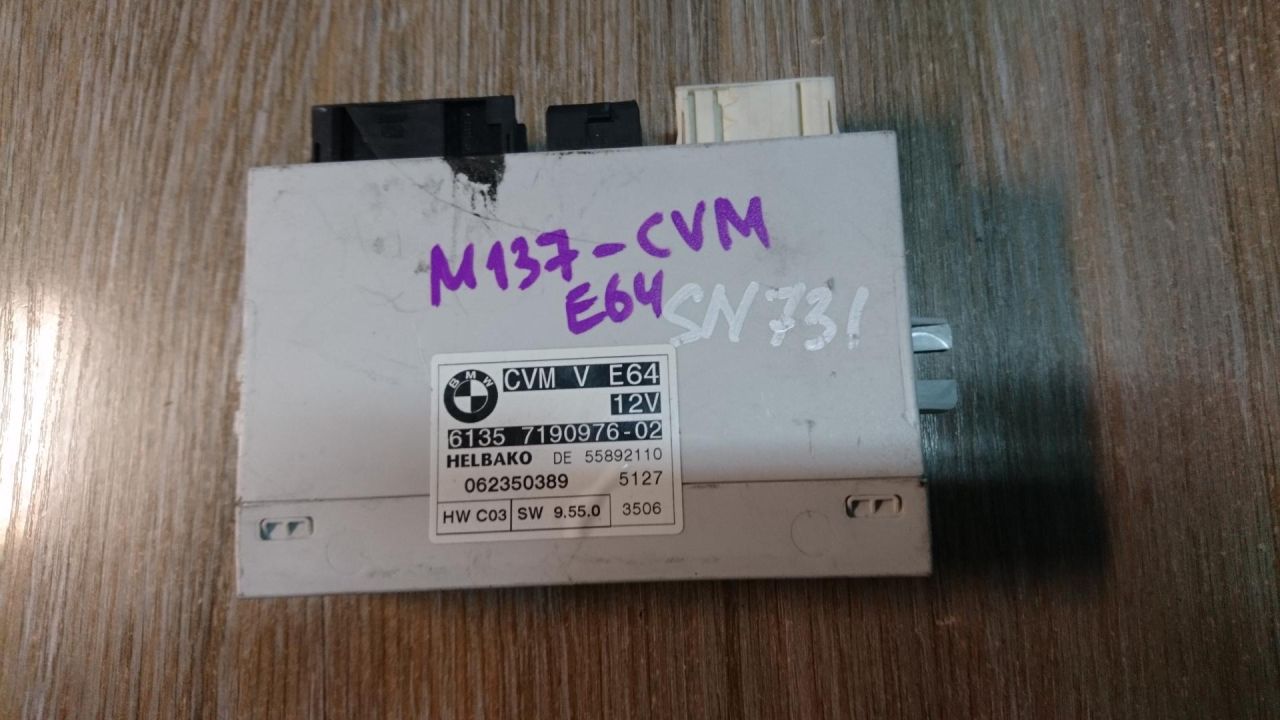 M137-CVM
E64
SN731
BMW
CVM V E64
12V
6135 7190976-02
HELBAKO DE 55892110
062350389 5127
HW C03 SW 9.55.0 3506